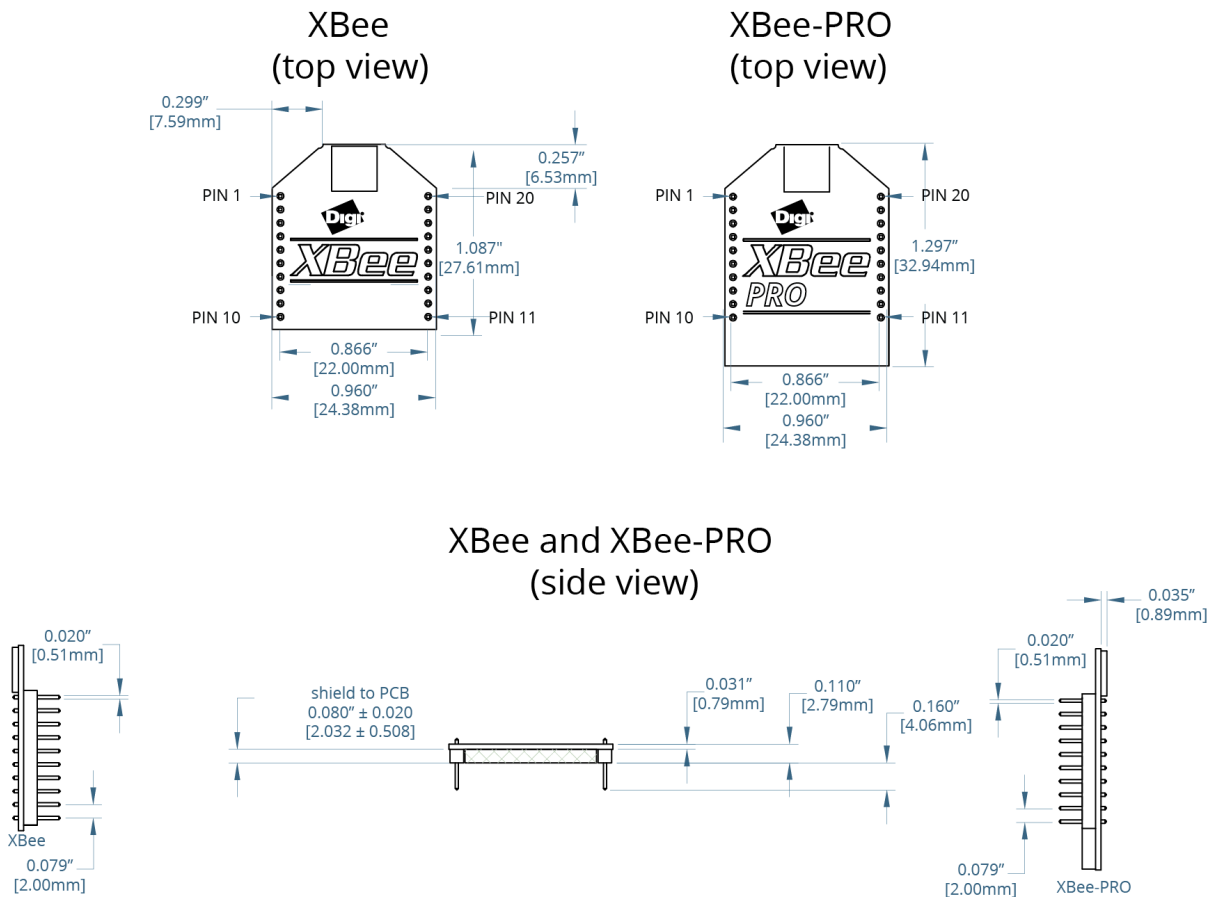 XBee
(top view)
XBee-PRO
(top view)
0.299”
[7.59mm]
0.257”
[6.53mm]
PIN 1
PIN 20
Digi
XBee
1.087"
[27.61mm]
PIN 10
PIN 11
0.866”
[22.00mm]
0.960”
[24.38mm]
PIN 1
PIN 20
Digi
XBee
PRO
1.297”
[32.94mm]
PIN 10
PIN 11
0.866”
[22.00mm]
0.960”
[24.38mm]
XBee and XBee-PRO
(side view)
0.020”
[0.51mm]
XBee
0.079”
[2.00mm]
shield to PCB
0.080” ± 0.020
[2.032 ± 0.508]
0.031”
[0.79mm]
0.110”
[2.79mm]
0.160”
[4.06mm]
0.035”
[0.89mm]
0.020”
[0.51mm]
0.079”
[2.00mm]
XBee-PRO